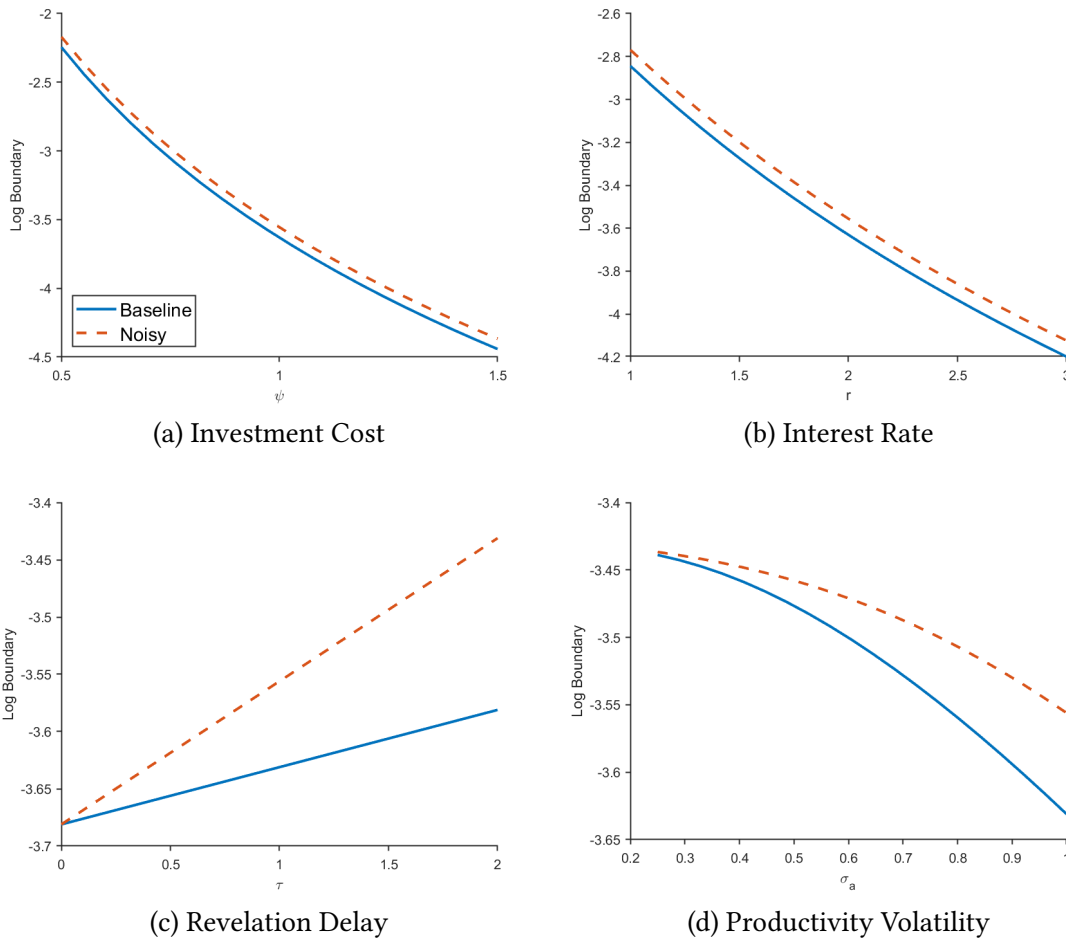 -2
-2.5
-3
-3.5
-4
-4.5
Log Boundary
0.5 1 1.5
ψ
Baseline
Noisy
(a) Investment Cost
-2.6
-2.8
-3
-3.2
-3.4
-3.6
-3.8
-4
-4.2
Log Boundary
1 1.5 2 2.5 3
r
(b) Interest Rate
-3.4
-3.45
-3.5
-3.55
-3.6
-3.65
-3.7
Log Boundary
0 0.5 1 1.5 2
τ
(c) Revelation Delay
-3.4
-3.45
-3.5
-3.55
-3.6
-3.65
Log Boundary
0.2 0.3 0.4 0.5 0.6 0.7 0.8 0.9 1
σa
(d) Productivity Volatility